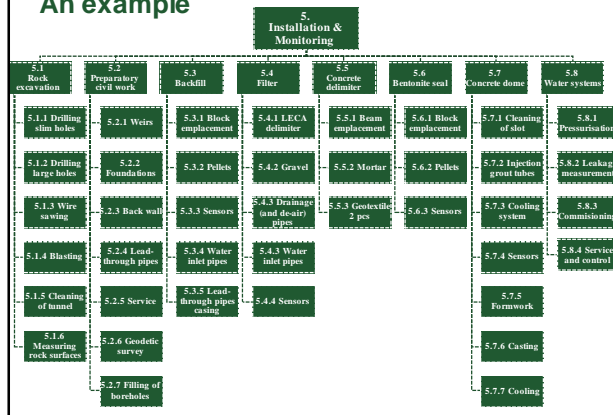 An example
5.
Installation &
Monitoring
5.1
Rock
excavation
5.2
Preparatory
civil work
5.3
Backfill
5.4
Filter
5.5
Concrete
delimiter
5.6
Bentonite seal
5.7
Concrete dome
5.8
Water systems
5.1.1 Drilling
slim holes
5.1.2 Drilling
large holes
5.1.3 Wire
sawing
5.1.4 Blasting
5.1.5 Cleaning
of tunnel
5.1.6
Measuring
rock surfaces
5.2.1 Weirs
5.2.2
Foundations
5.2.3 Back wall
5.2.4 Lead-
through pipes
5.2.5 Service
5.2.6 Geodetic
survey
5.2.7 Filling of
boreholes
5.3.1 Block
emplacement
5.3.2 Pellets
5.3.3 Sensors
5.3.4 Water
inlet pipes
5.3.5 Lead-
through pipes
casing
5.4.1 LECA
delimiter
5.4.2 Gravel
5.4.3 Drainage
(and de-air)
pipes
5.4.3 Water
inlet pipes
5.4.4 Sensors
5.5.1 Beam
emplacement
5.5.2 Mortar
5.5.3 Geotextile
2 pcs
5.6.1 Block
emplacement
5.6.2 Pellets
5.6.3 Sensors
5.7.1 Cleaning
of slot
5.7.2 Injection
grout tubes
5.7.3 Cooling
system
5.7.4 Sensors
5.7.5
Formwork
5.7.6 Casting
5.7.7 Cooling
5.8.1
Pressurisation
5.8.2 Leakage
measurement
5.8.3
Commisioning
5.8.4 Service
and control